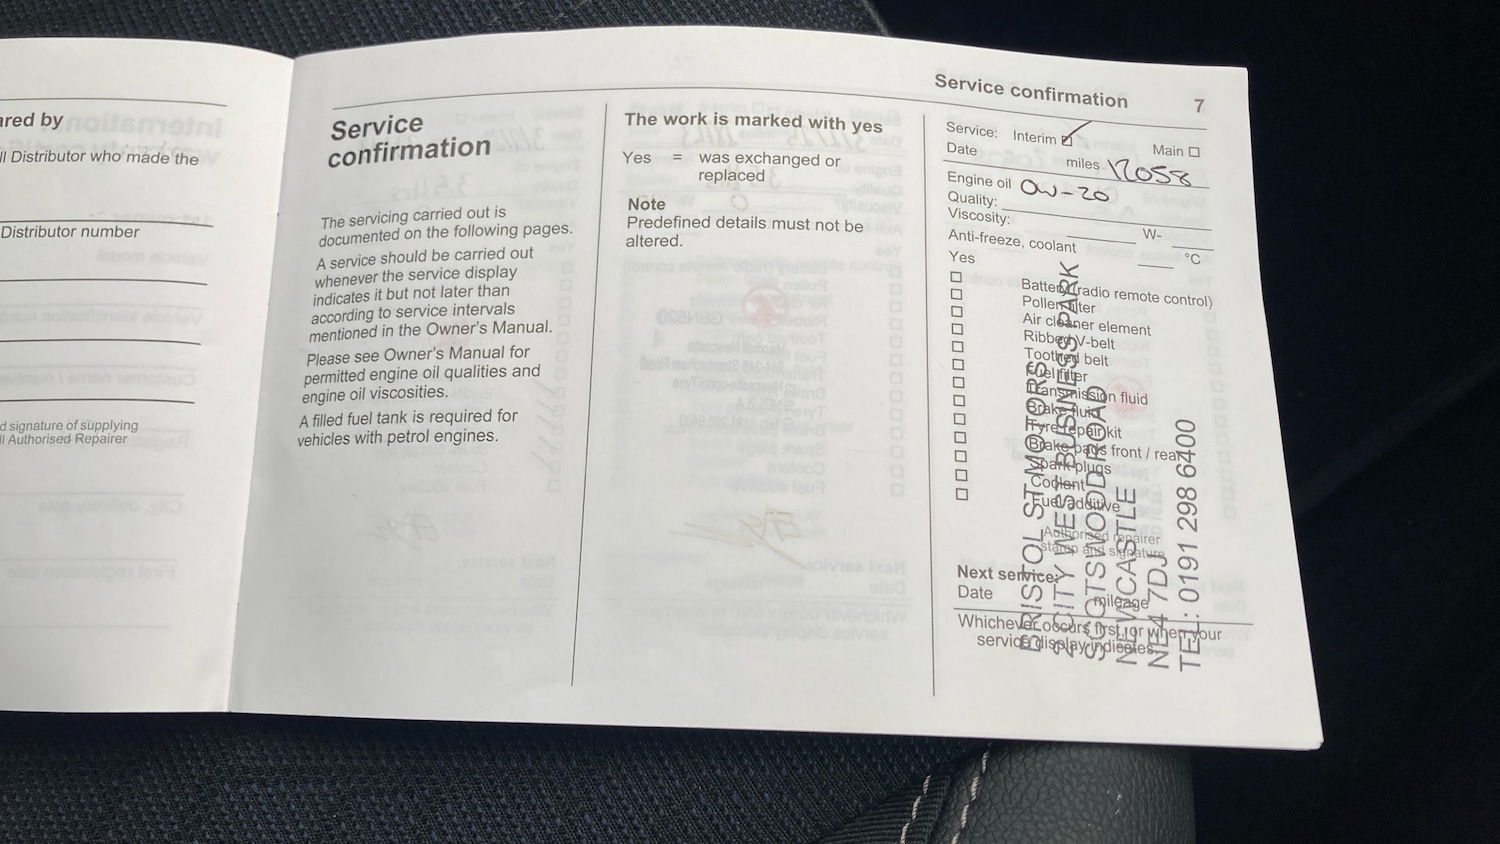 ared by
ll Distributor who made the
Distributor number
d signature of supplying
ll Authorised Repairer
Service confirmation 7
Service
confirmation
The servicing carried out is
documented on the following pages.
A service should be carried out
whenever the service display
indicates it but not later than
according to service intervals
mentioned in the Owner's Manual.
Please see Owner's Manual for
permitted engine oil qualities and
engine oil viscosities.
A filled fuel tank is required for
vehicles with petrol engines.
The work is marked with yes
Yes = was exchanged or
replaced
Note
Predefined details must not be
altered.
Service: Interim Main
Date miles 12058
Engine oil 0W-20
Quality:
Viscosity: W-
Anti-freeze, coolant °C
Yes
Battery (radio remote control)
Pollen filter
Air cleaner element
Ribbed V-belt
Toothed belt
Fuel filter
Transmission fluid
Brake fluid
Tyre repair kit
Brake pads front / rear
Spark plugs
Coolant
Fuel additive
Authorised repairer
stamp and signature
Next service:
Date mileage
Whichever occurs first, or when your
service display indicates.
BRISTOL ST MOTORS
2 CITY WEST BUSINESS PARK
SCOTSWOOD ROAD
NEWCASTLE
NE4 7DJ
TEL: 0191 298 6400